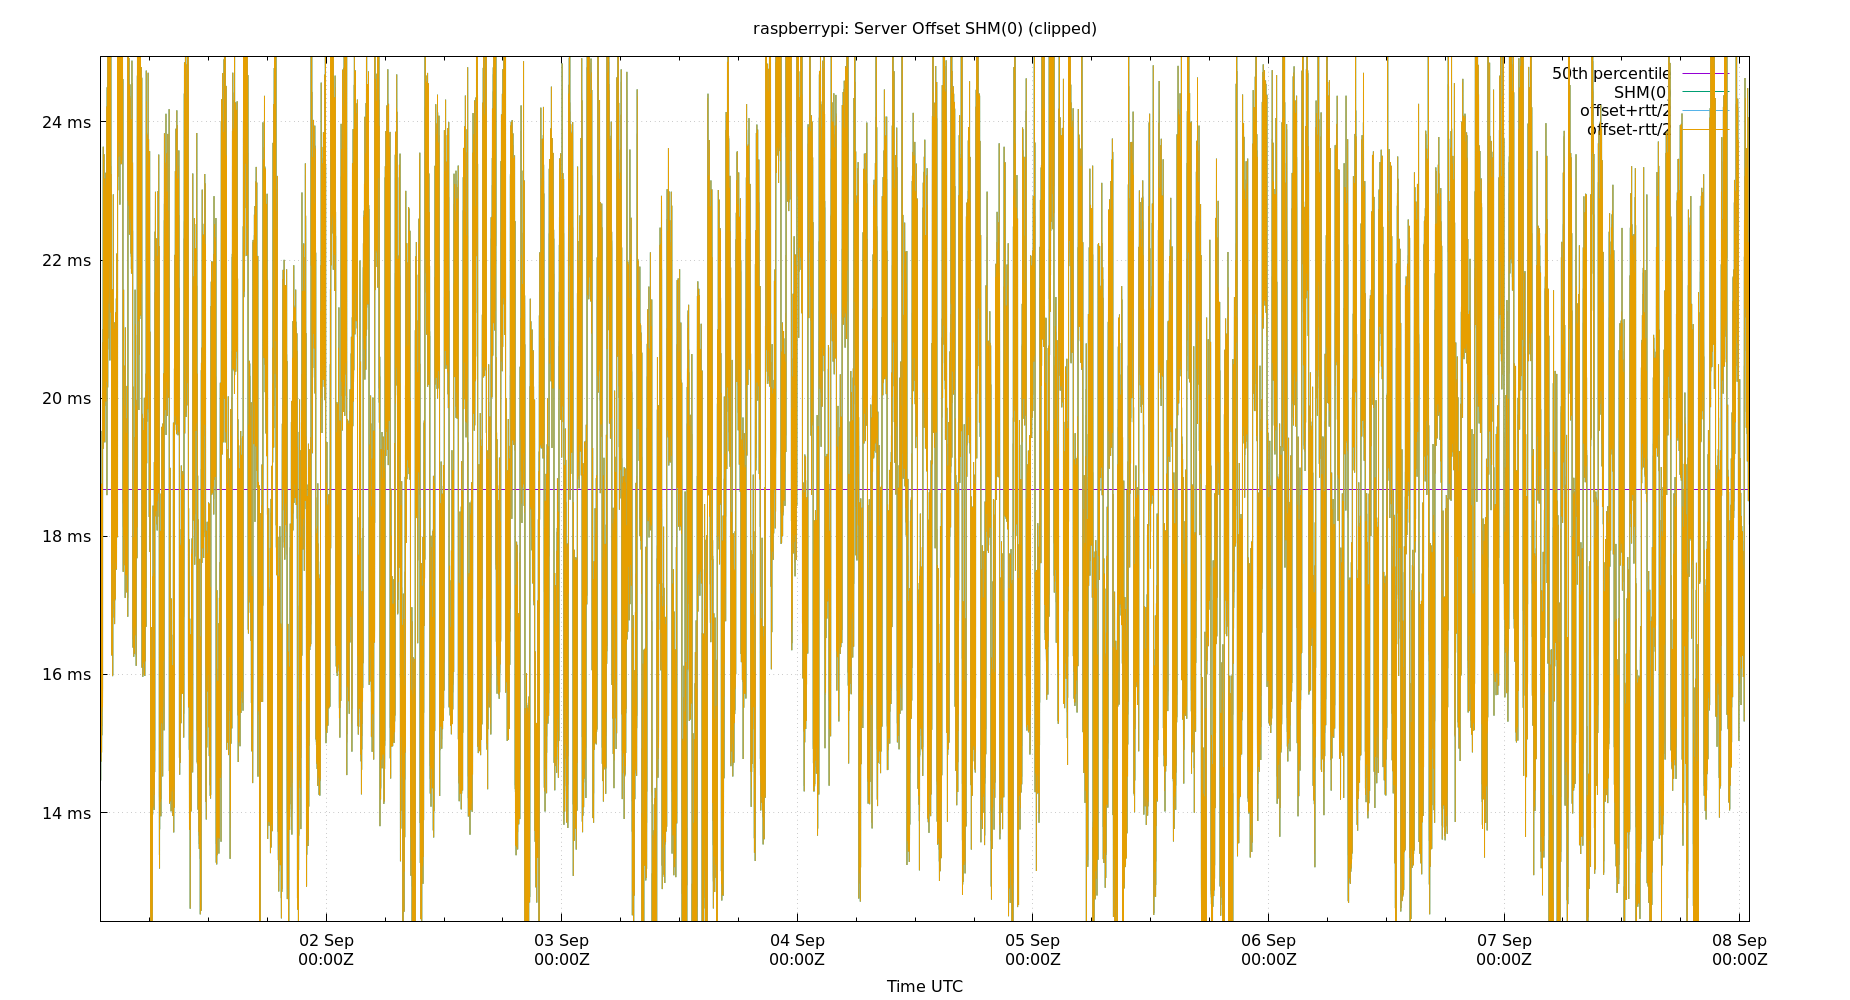 raspberrypi: Server Offset SHM(0) (clipped)
50th percentile
SHM(0)
offset+rtt/2
offset-rtt/2
24 ms
22 ms
20 ms
18 ms
16 ms
14 ms
02 Sep 03 Sep 04 Sep 05 Sep 06 Sep 07 Sep 08 Sep
00:00Z 00:00Z 00:00Z 00:00Z 00:00Z 00:00Z 00:00Z
Time UTC